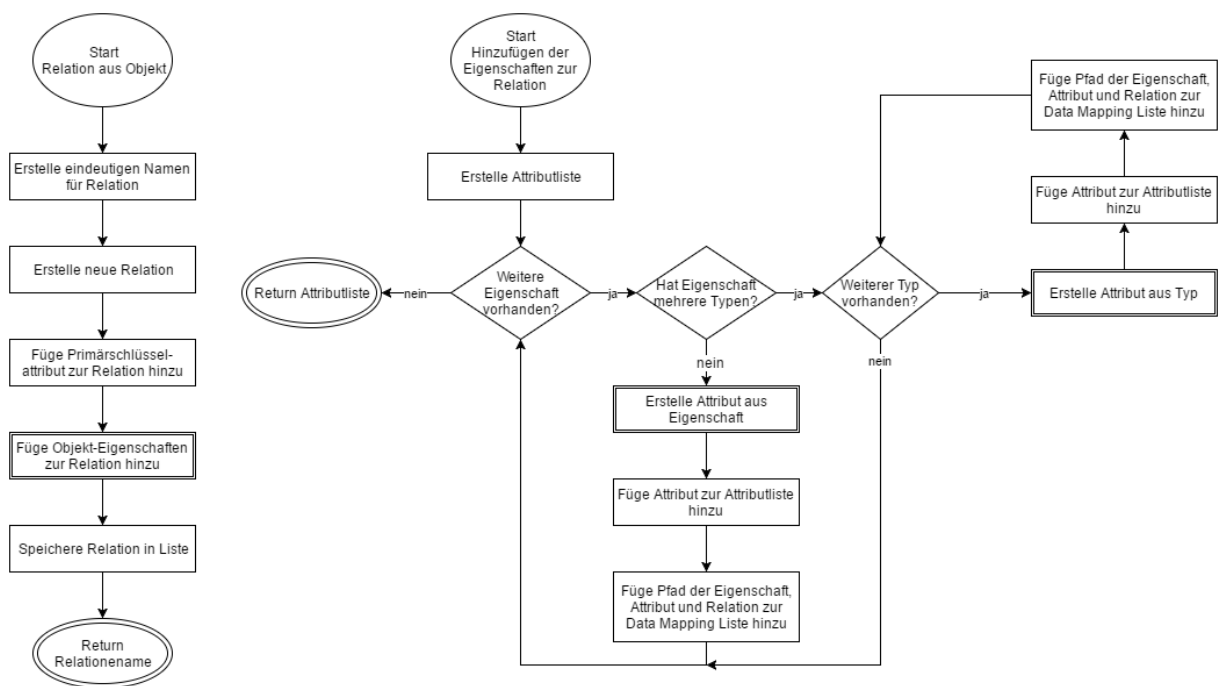 Start
Relation aus Objekt
Erstelle eindeutigen Namen
für Relation
Erstelle neue Relation
Füge Primärschlüssel-
attribut zur Relation hinzu
Füge Objekt-Eigenschaften
zur Relation hinzu
Speichere Relation in Liste
Return
Relationename
Start
Hinzufügen der
Eigenschaften zur
Relation
Erstelle Attributliste
Weitere
Eigenschaft
vorhanden?
nein
Return Attributliste
ja
Hat Eigenschaft
mehrere Typen?
nein
Erstelle Attribut aus
Eigenschaft
Füge Attribut zur Attributliste
hinzu
Füge Pfad der Eigenschaft,
Attribut und Relation zur
Data Mapping Liste hinzu
ja
Weiterer Typ
vorhanden?
nein
ja
Erstelle Attribut aus Typ
Füge Attribut zur Attributliste
hinzu
Füge Pfad der Eigenschaft,
Attribut und Relation zur
Data Mapping Liste hinzu